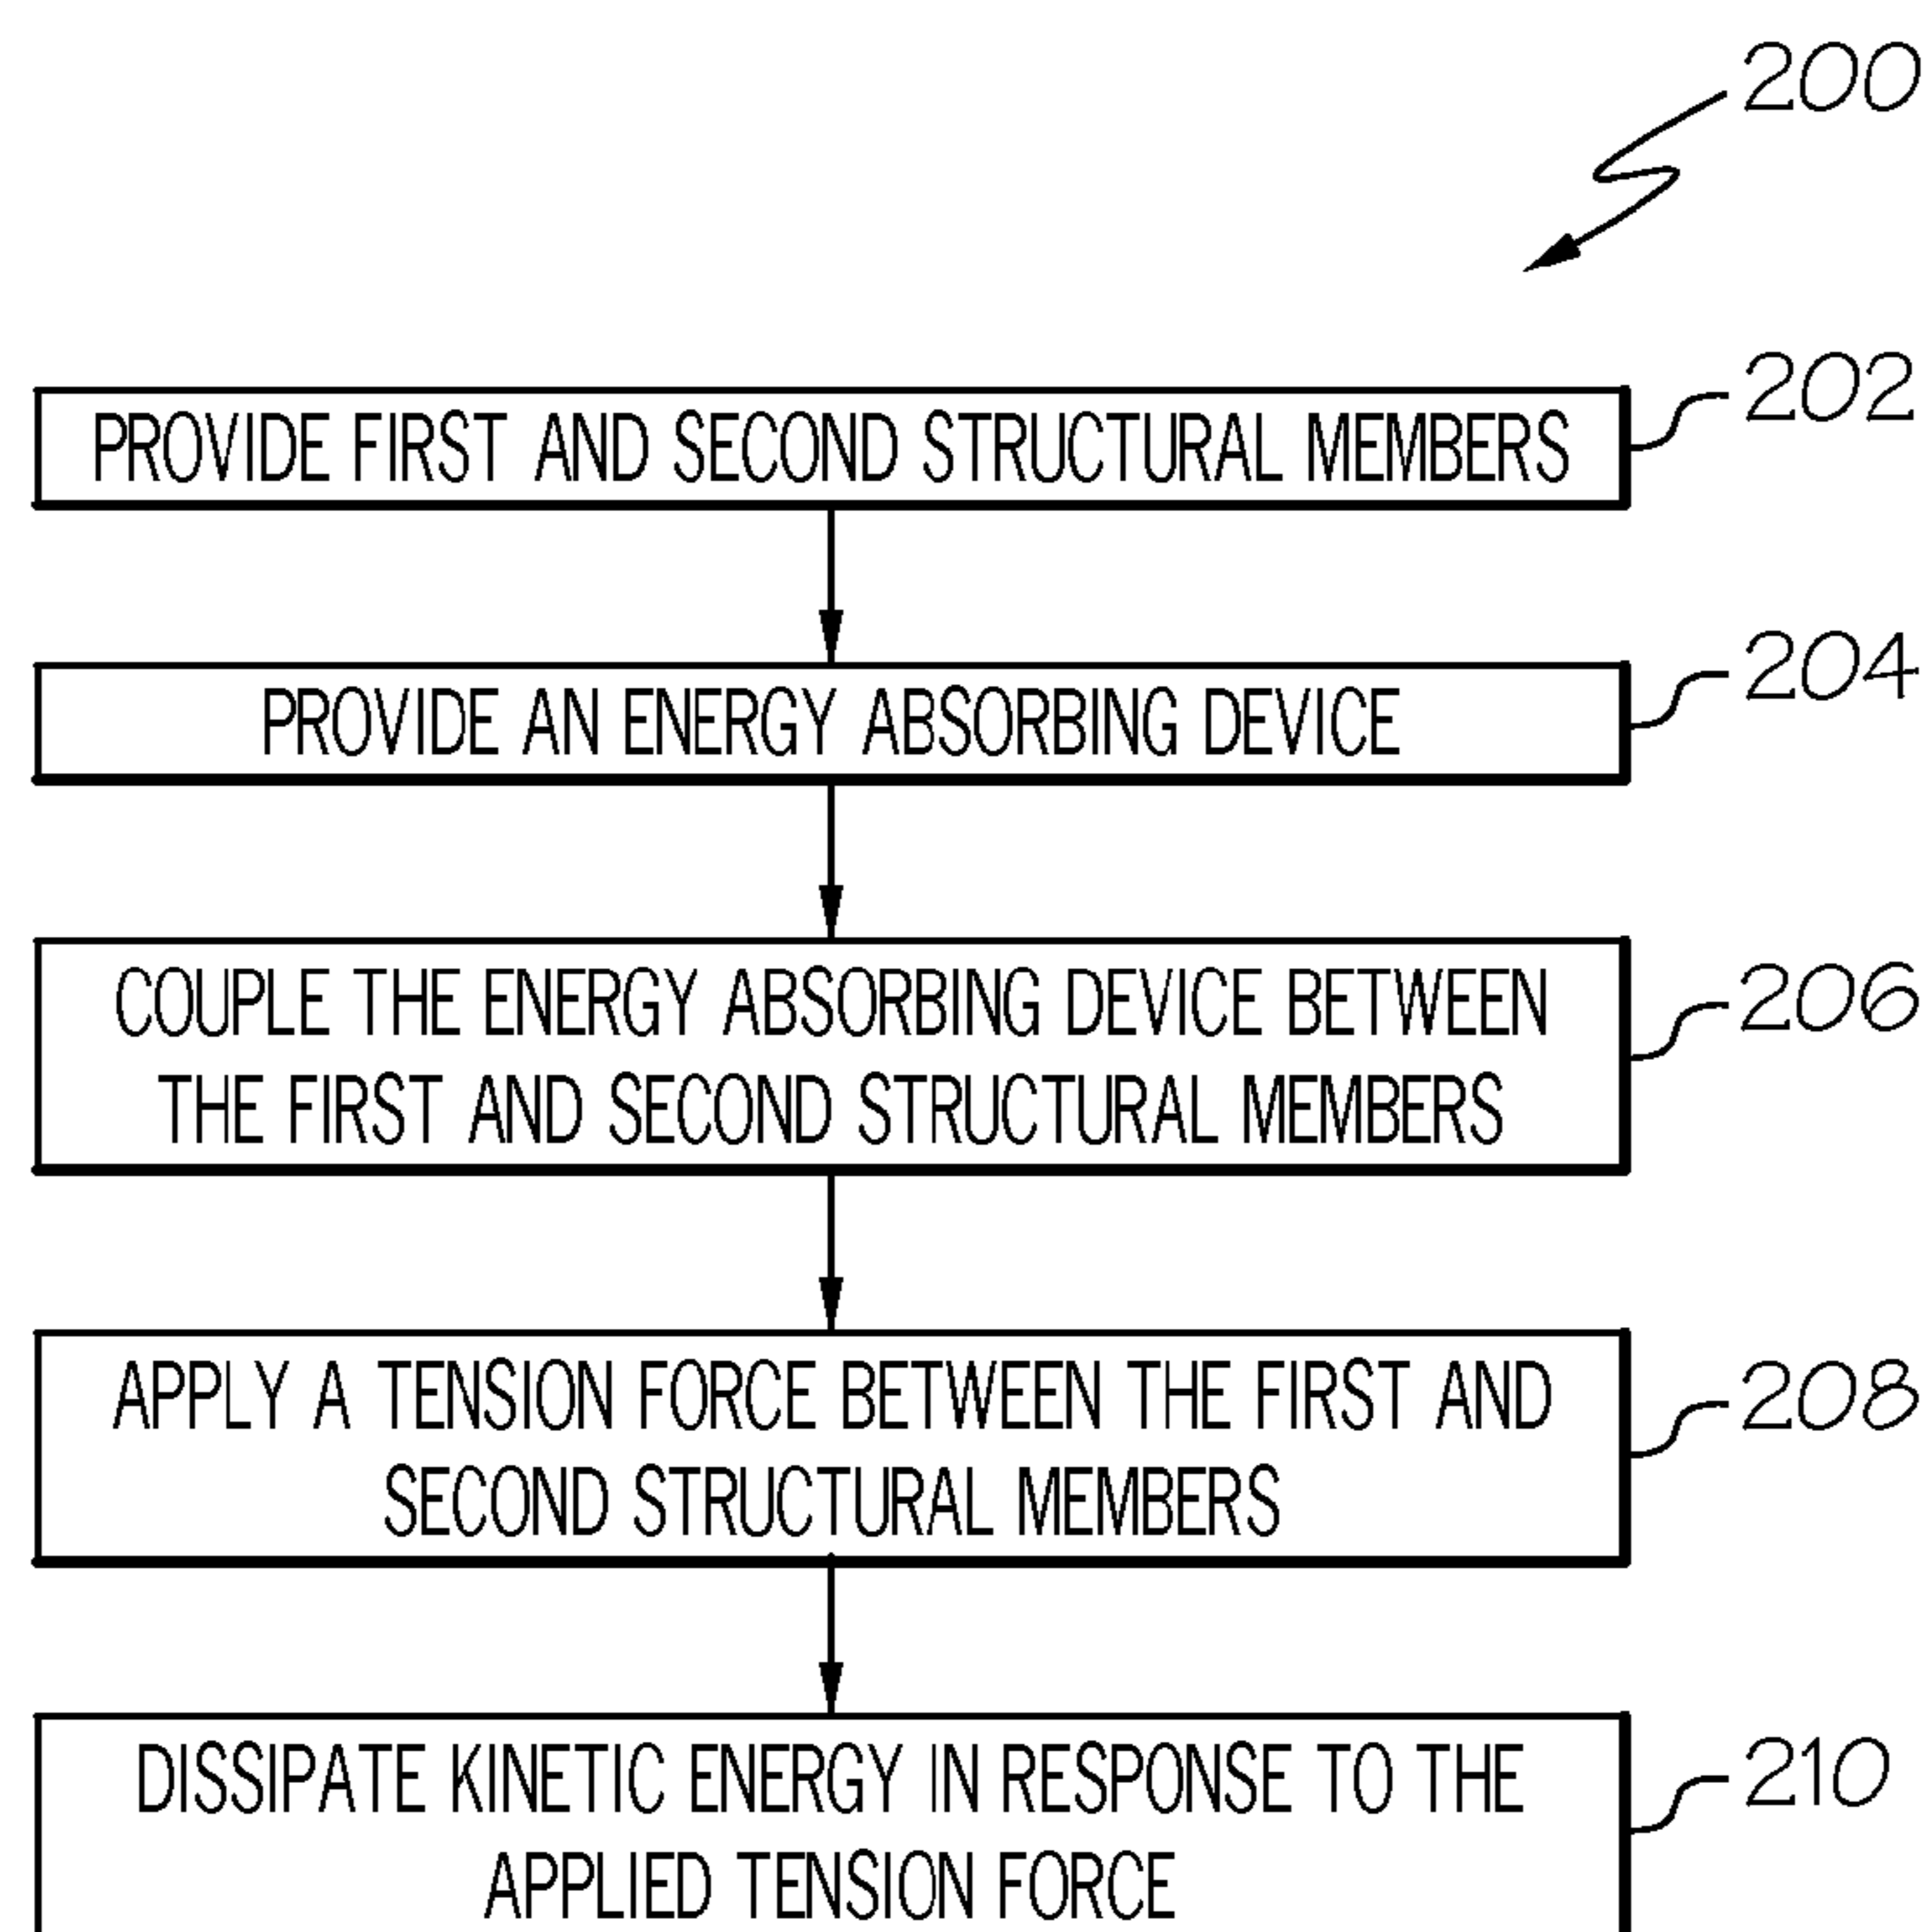 200
PROVIDE FIRST AND SECOND STRUCTURAL MEMBERS
202
PROVIDE AN ENERGY ABSORBING DEVICE
204
COUPLE THE ENERGY ABSORBING DEVICE BETWEEN
THE FIRST AND SECOND STRUCTURAL MEMBERS
206
APPLY A TENSION FORCE BETWEEN THE FIRST AND
SECOND STRUCTURAL MEMBERS
208
DISSIPATE KINETIC ENERGY IN RESPONSE TO THE
APPLIED TENSION FORCE
210